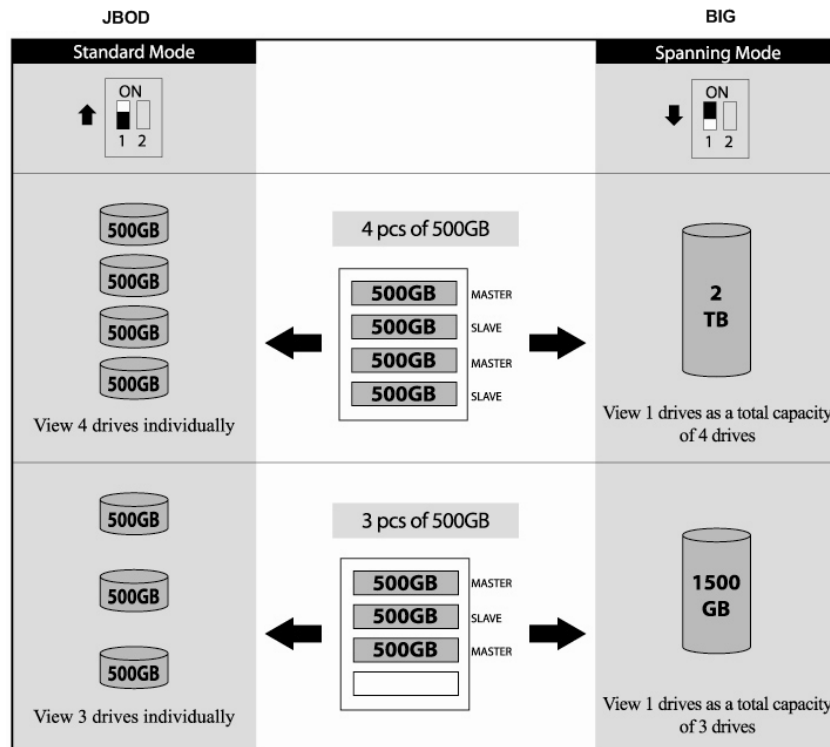 JBOD
BIG
Standard Mode
Spanning Mode
ON
1 2
ON
1 2
500GB
500GB
500GB
500GB
View 4 drives individually
4 pcs of 500GB
500GB MASTER
500GB SLAVE
500GB MASTER
500GB SLAVE
2
TB
View 1 drives as a total capacity
of 4 drives
500GB
500GB
500GB
View 3 drives individually
3 pcs of 500GB
500GB MASTER
500GB SLAVE
500GB MASTER
1500
GB
View 1 drives as a total capacity
of 3 drives